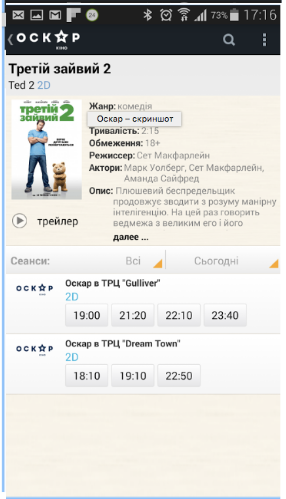 24 73% 17:16
ОСКАР
КІНО
Третій зайвий 2
Ted 2 2D
третій
зайвий 2
Жанр: комедія
Оскар – скриншот
Тривалість: 2:15
Обмеження: 18+
Режиссер: Сет Макфарлейн
Актори: Марк Уолберг, Сет Макфарлейн,
Аманда Сайфред
Опис: Плюшевий беспредельщик
продовжує зводити з розуму манірну
інтелігенцію. На цей раз говорить
ведмежа з великим его і його
далее ...
трейлер
Сеанси: Всі Сьогодні
ОСКАР
Оскар в ТРЦ "Gulliver"
2D
19:00 21:20 22:10 23:40
ОСКАР
Оскар в ТРЦ "Dream Town"
2D
18:10 19:10 22:50